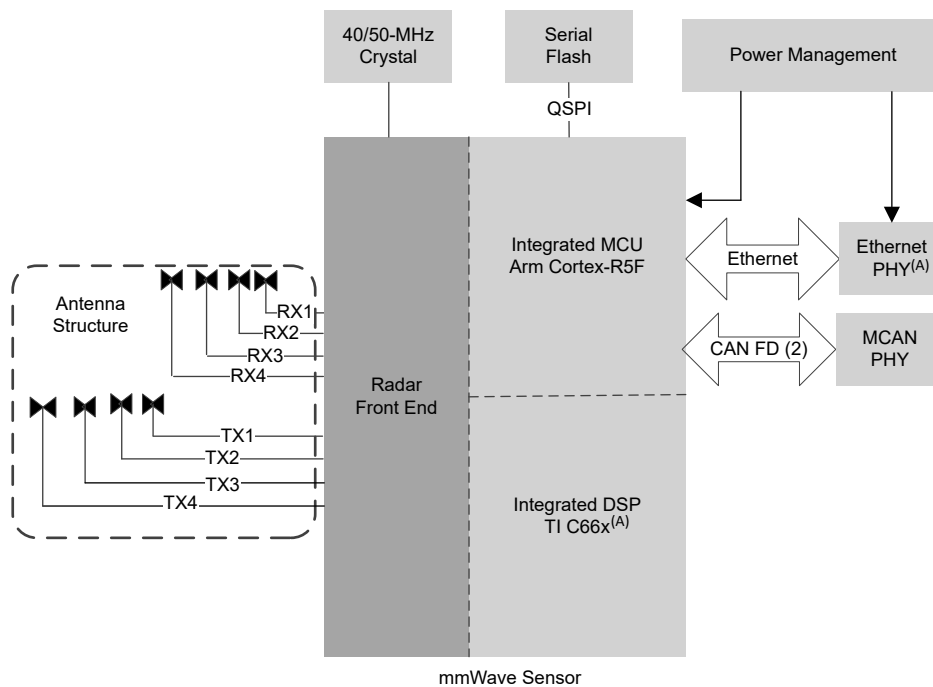 40/50-MHz
Crystal
Serial
Flash
Power Management
QSPI
Integrated MCU
Arm Cortex-R5F
Ethernet
Ethernet
PHY(A)
CAN FD (2)
MCAN
PHY
Antenna
Structure
RX1
RX2
RX3
RX4
Radar
Front End
TX1
TX2
TX3
TX4
Integrated DSP
TI C66x(A)
mmWave Sensor